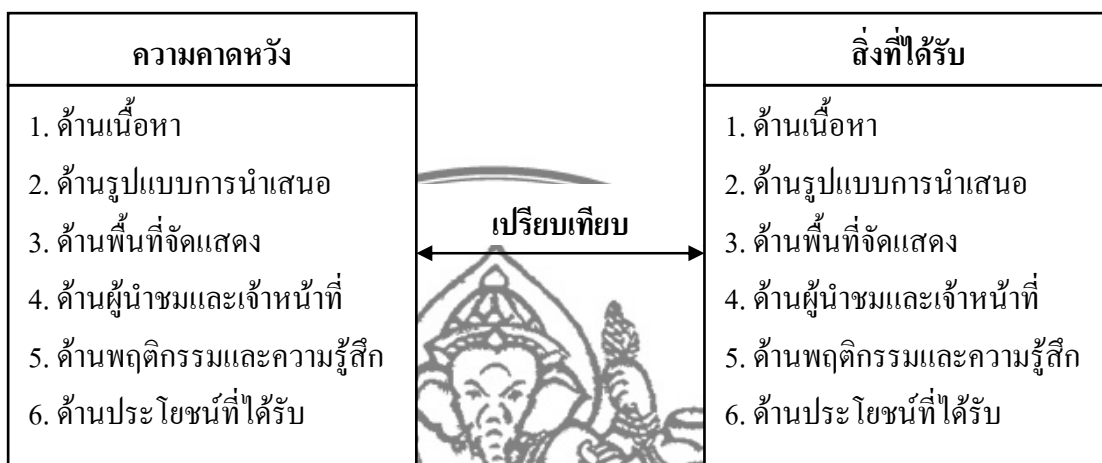 ความคาดหวัง
1. ด้านเนื้อหา
2. ด้านรูปแบบการนำเสนอ
3. ด้านพื้นที่จัดแสดง
4. ด้านผู้นำชมและเจ้าหน้าที่
5. ด้านพฤติกรรมและความรู้สึก
6. ด้านประโยชน์ที่ได้รับ
เปรียบเทียบ
สิ่งที่ได้รับ
1. ด้านเนื้อหา
2. ด้านรูปแบบการนำเสนอ
3. ด้านพื้นที่จัดแสดง
4. ด้านผู้นำชมและเจ้าหน้าที่
5. ด้านพฤติกรรมและความรู้สึก
6. ด้านประโยชน์ที่ได้รับ